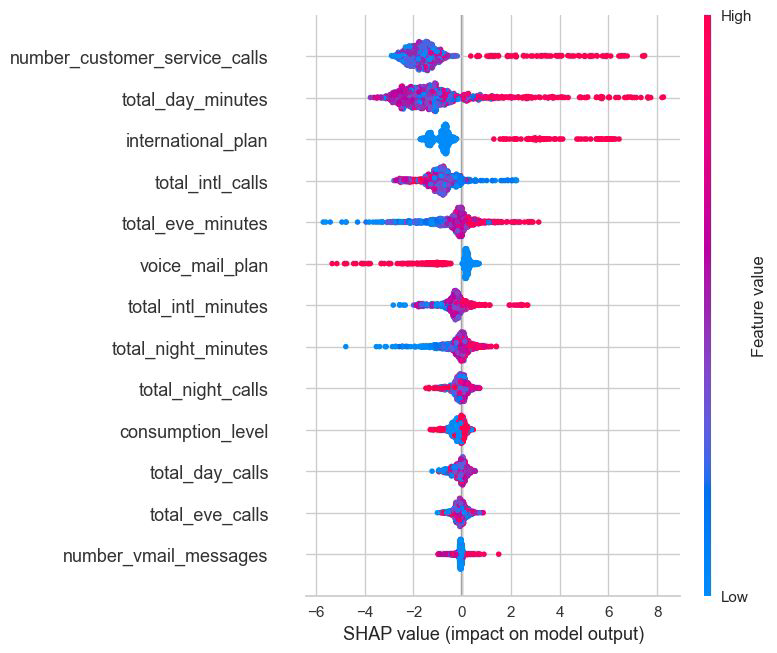 High
number_customer_service_calls
total_day_minutes
international_plan
total_intl_calls
total_eve_minutes
voice_mail_plan
total_intl_minutes
total_night_minutes
total_night_calls
consumption_level
total_day_calls
total_eve_calls
number_vmail_messages
Feature value
Low
−6 −4 −2 0 2 4 6 8
SHAP value (impact on model output)